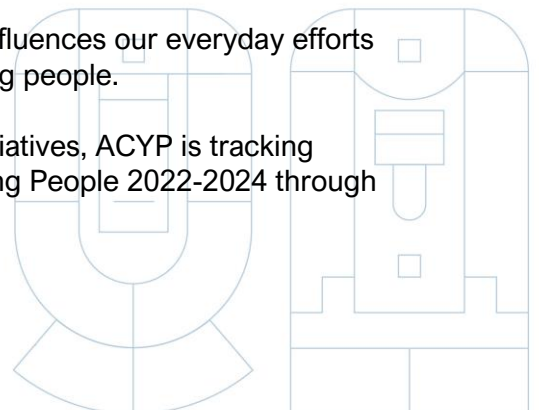 fluences our everyday efforts
g people.
iatives, ACYP is tracking
ng People 2022-2024 through